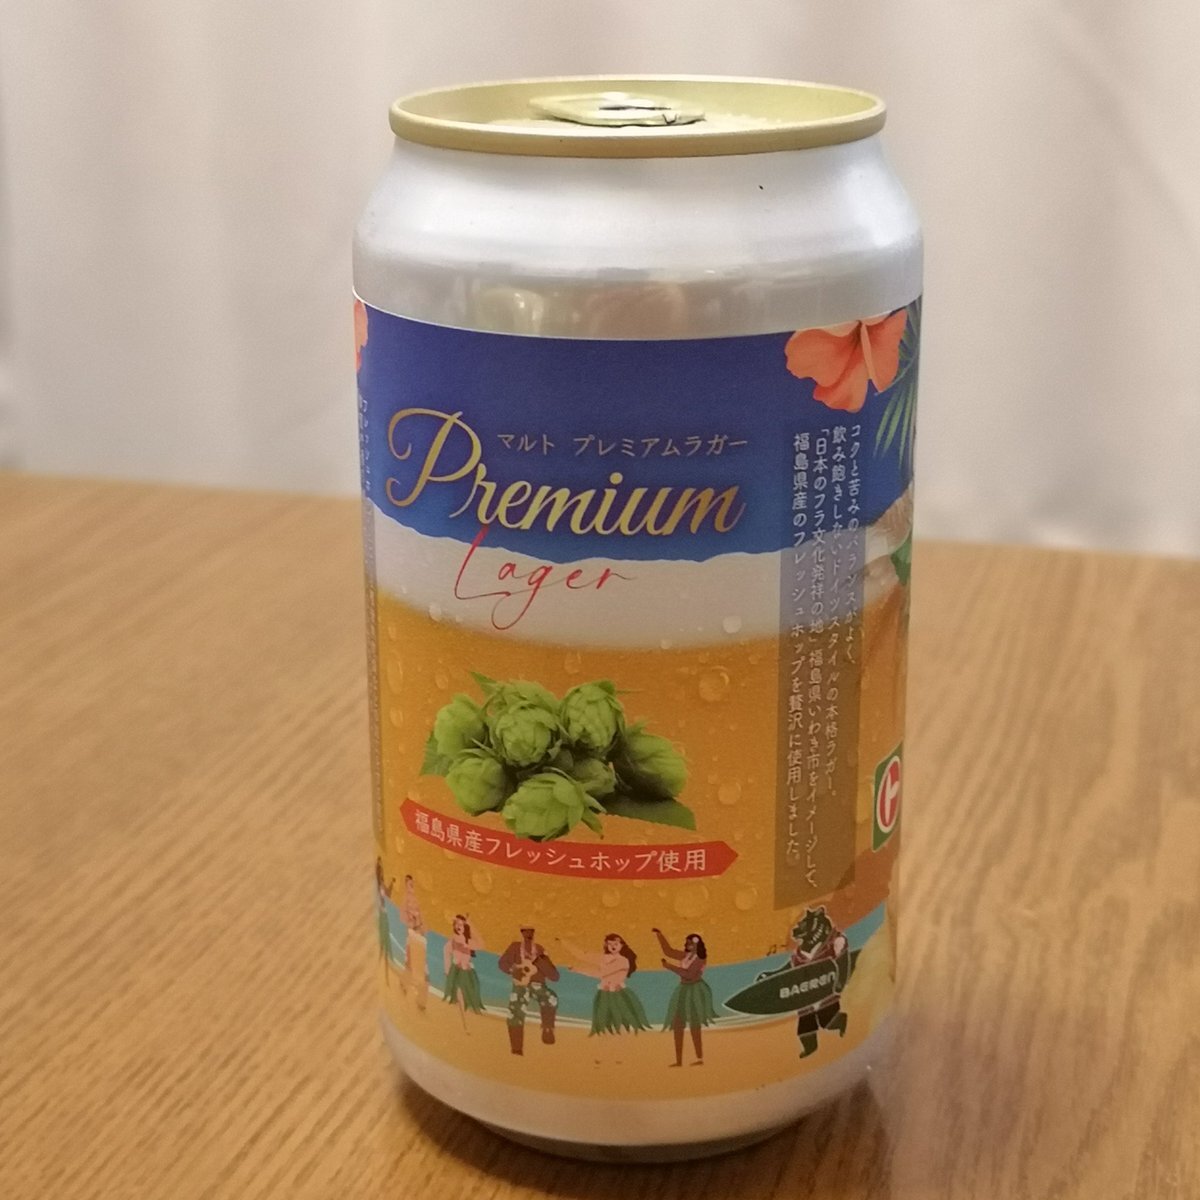 マルト プレミアムラガー
Premium
Lager
コクと苦みのバランスがよく、
飲み飽きしないドイツスタイルの本格ラガー。
「日本のフラ文化発祥の地」福島県いわき市をイメージして、
福島県産のフレッシュホップを贅沢に使用しました。
福島県産フレッシュホップ使用
ト
BAEREN